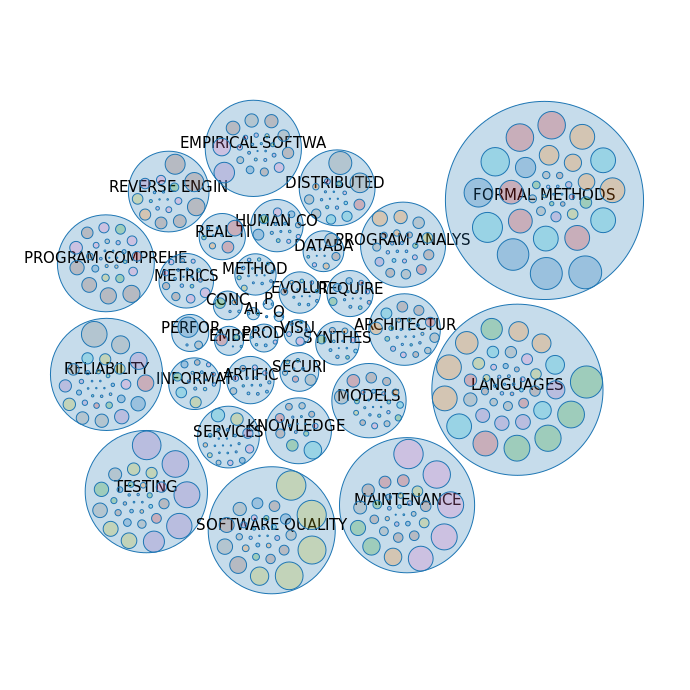 EMPIRICAL SOFTWA
REVERSE ENGIN
DISTRIBUTED
FORMAL METHODS
HUMAN CO
REAL TI
DATABA
PROGRAM ANALYS
PROGRAM COMPREHE
METRICS
METHOD
EVOLUT
REQUIRE
CONC
P
AL
O
PERFOR
EMBE
PROD
VISU
SYNTHES
ARCHITECTUR
RELIABILITY
INFORMAT
ARTIFIC
SECURI
LANGUAGES
MODELS
SERVICES
KNOWLEDGE
TESTING
SOFTWARE QUALITY
MAINTENANCE